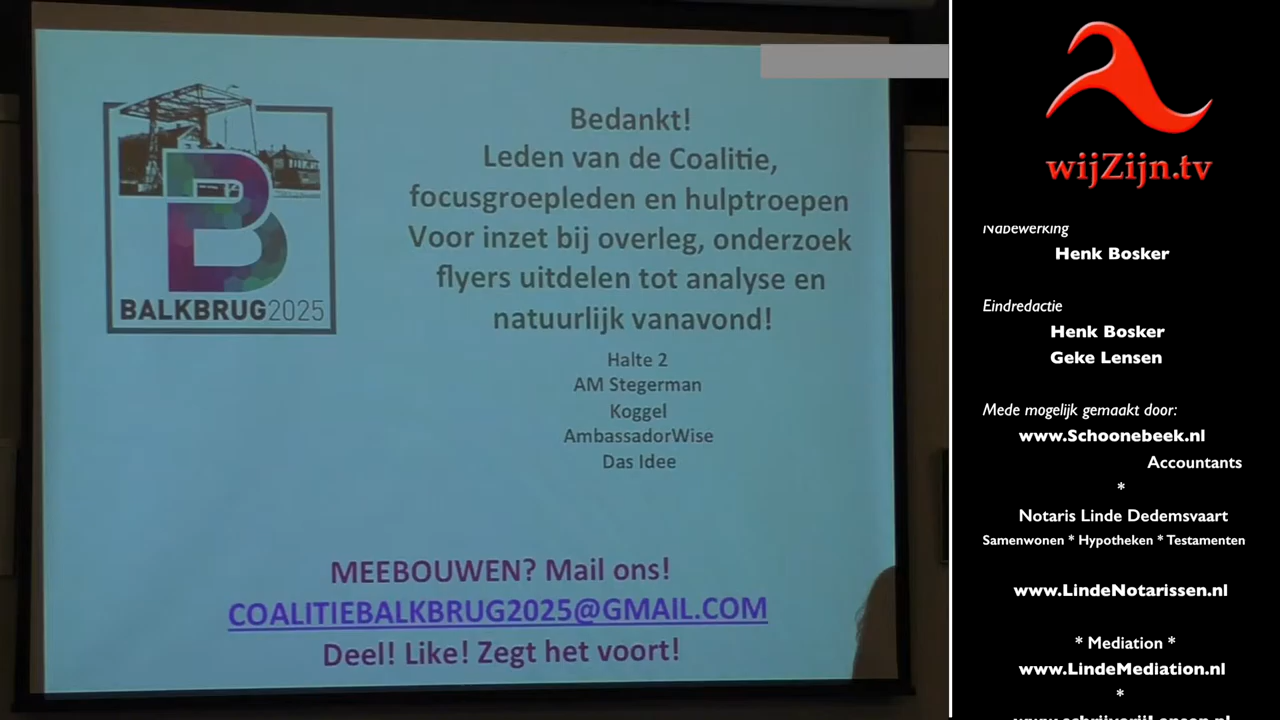 BALKBRUG2025
Bedankt!
Leden van de Coalitie,
focusgroepleden en hulptroepen
Voor inzet bij overleg, onderzoek
flyers uitdelen tot analyse en
natuurlijk vanavond!
Halte 2
AM Stegerman
Koggel
AmbassadorWise
Das Idee
MEEBOUWEN? Mail ons!
COALITIEBALKBRUG2025@GMAIL.COM
Deel! Like! Zegt het voort!
wijZijn.tv
Nabewerking
Henk Bosker
Eindredactie
Henk Bosker
Geke Lensen
Mede mogelijk gemaakt door:
www.Schoonebeek.nl
Accountants
*
Notaris Linde Dedemsvaart
Samenwonen * Hypotheken * Testamenten
www.LindeNotarissen.nl
* Mediation *
www.LindeMediation.nl
*